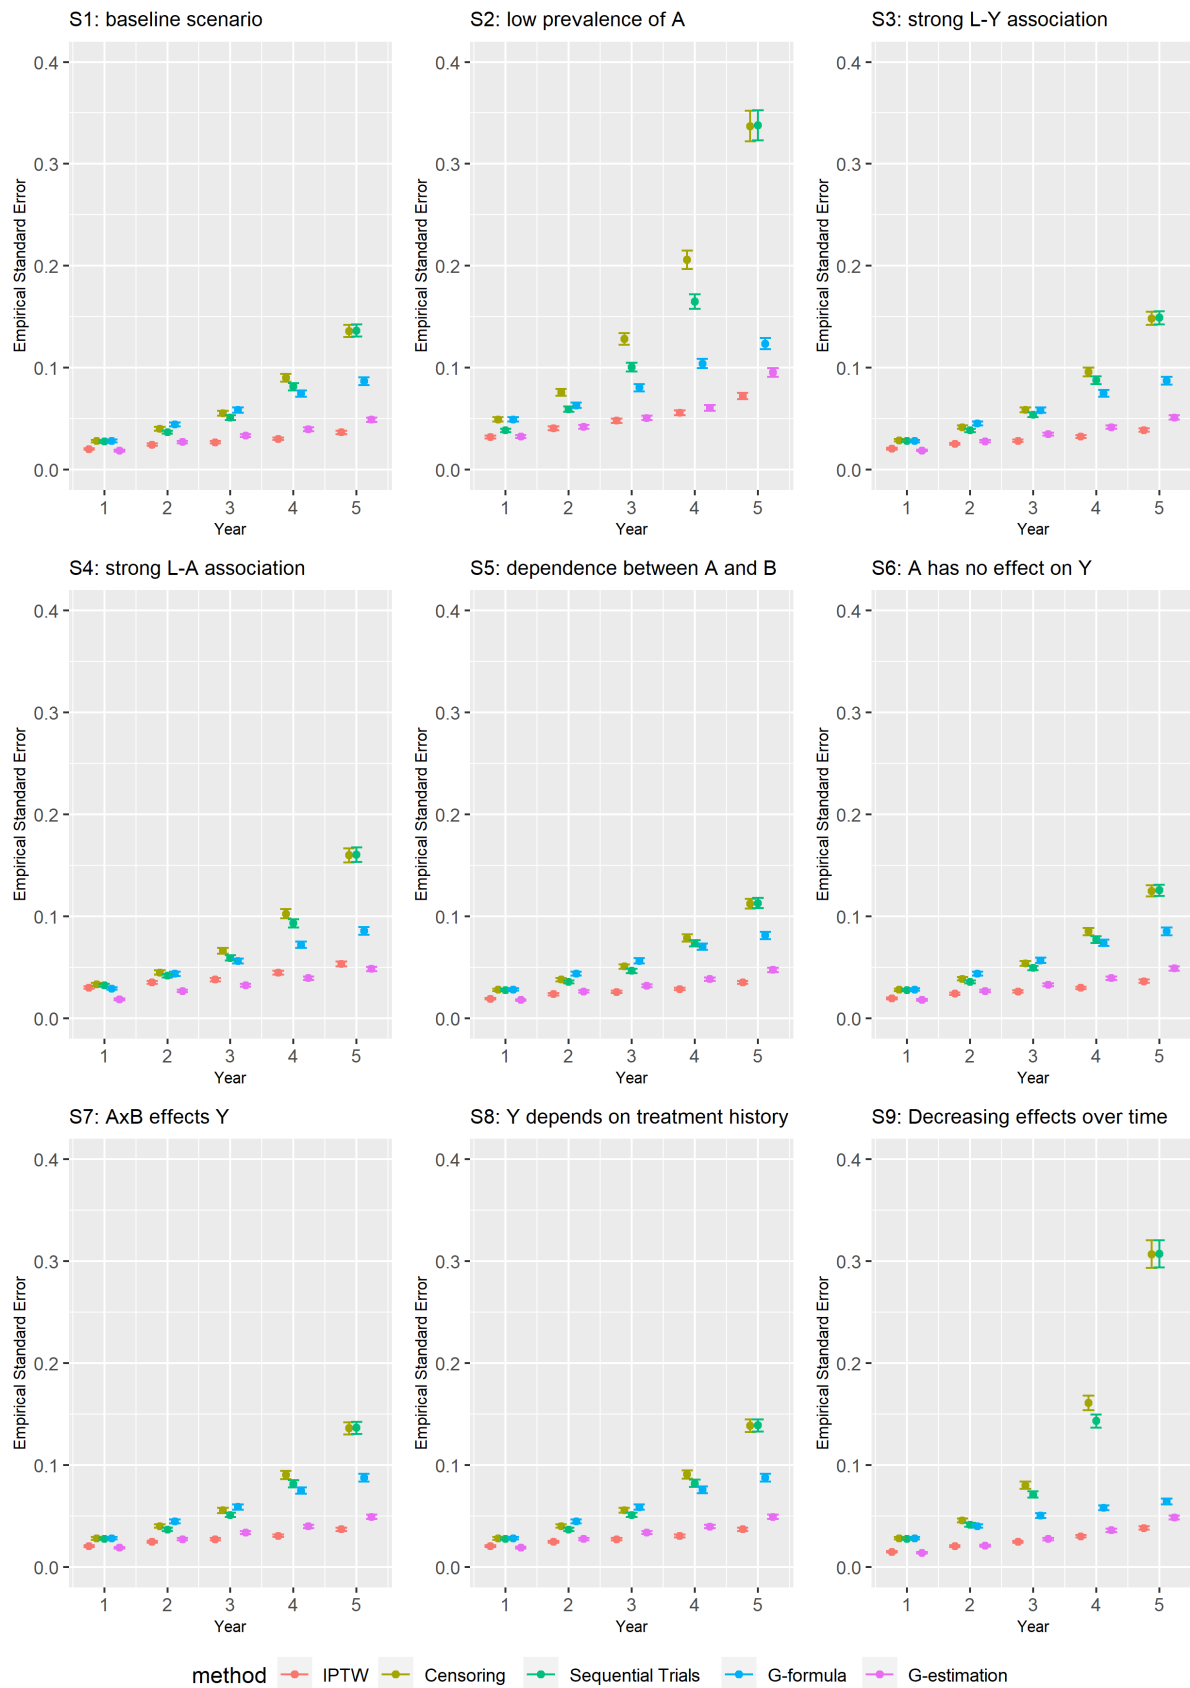 S1: baseline scenario
S2: low prevalence of A
S3: strong L-Y association
Empirical Standard Error
0.4
0.3
0.2
0.1
0.0
1 2 3 4 5
Year
Empirical Standard Error
0.4
0.3
0.2
0.1
0.0
1 2 3 4 5
Year
Empirical Standard Error
0.4
0.3
0.2
0.1
0.0
1 2 3 4 5
Year
S4: strong L-A association
S5: dependence between A and B
S6: A has no effect on Y
Empirical Standard Error
0.4
0.3
0.2
0.1
0.0
1 2 3 4 5
Year
Empirical Standard Error
0.4
0.3
0.2
0.1
0.0
1 2 3 4 5
Year
Empirical Standard Error
0.4
0.3
0.2
0.1
0.0
1 2 3 4 5
Year
S7: AxB effects Y
S8: Y depends on treatment history
S9: Decreasing effects over time
Empirical Standard Error
0.4
0.3
0.2
0.1
0.0
1 2 3 4 5
Year
Empirical Standard Error
0.4
0.3
0.2
0.1
0.0
1 2 3 4 5
Year
Empirical Standard Error
0.4
0.3
0.2
0.1
0.0
1 2 3 4 5
Year
method IPTW Censoring Sequential Trials G-formula G-estimation